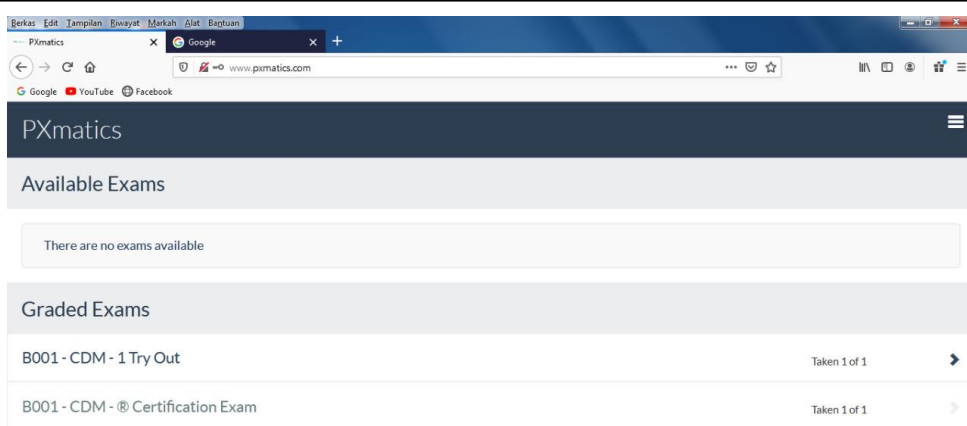 Berkas Edit Tampilan Riwayat Markah Alat Bantuan
PXmatics Google
www.pxmatics.com
Google YouTube Facebook
PXmatics
Available Exams
There are no exams available
Graded Exams
B001 - CDM - 1 Try Out Taken 1 of 1
B001 - CDM - ® Certification Exam Taken 1 of 1